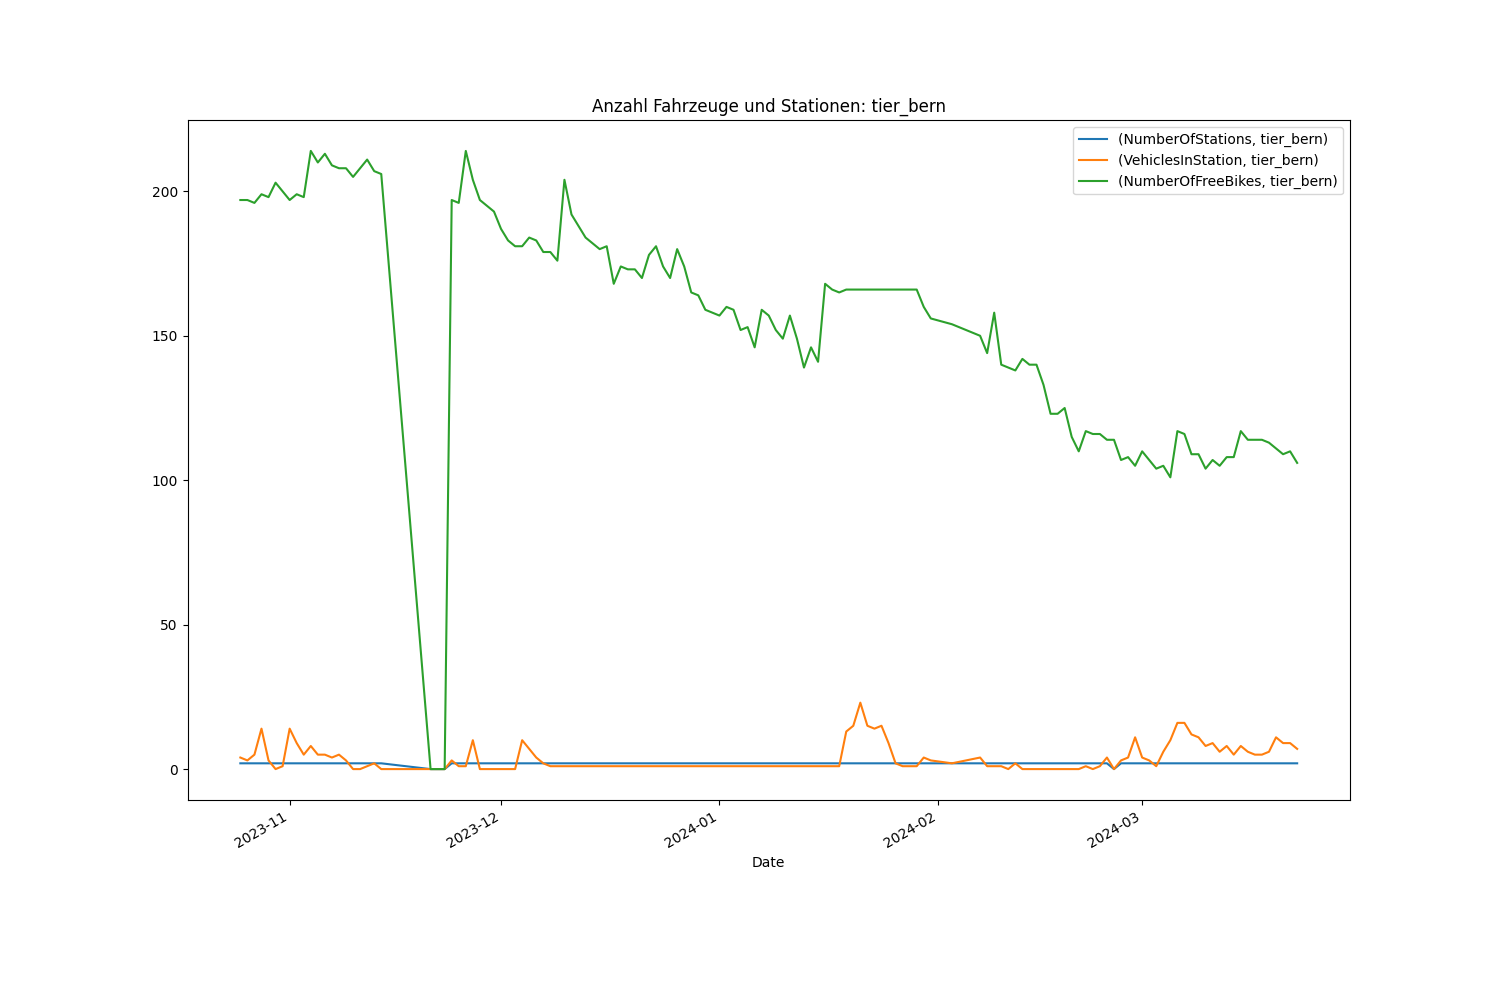 Anzahl Fahrzeuge und Stationen: tier_bern
(NumberOfStations, tier_bern)
(VehiclesInStation, tier_bern)
(NumberOfFreeBikes, tier_bern)
200
150
100
50
0
2023-11
2023-12
2024-01
2024-02
2024-03
Date